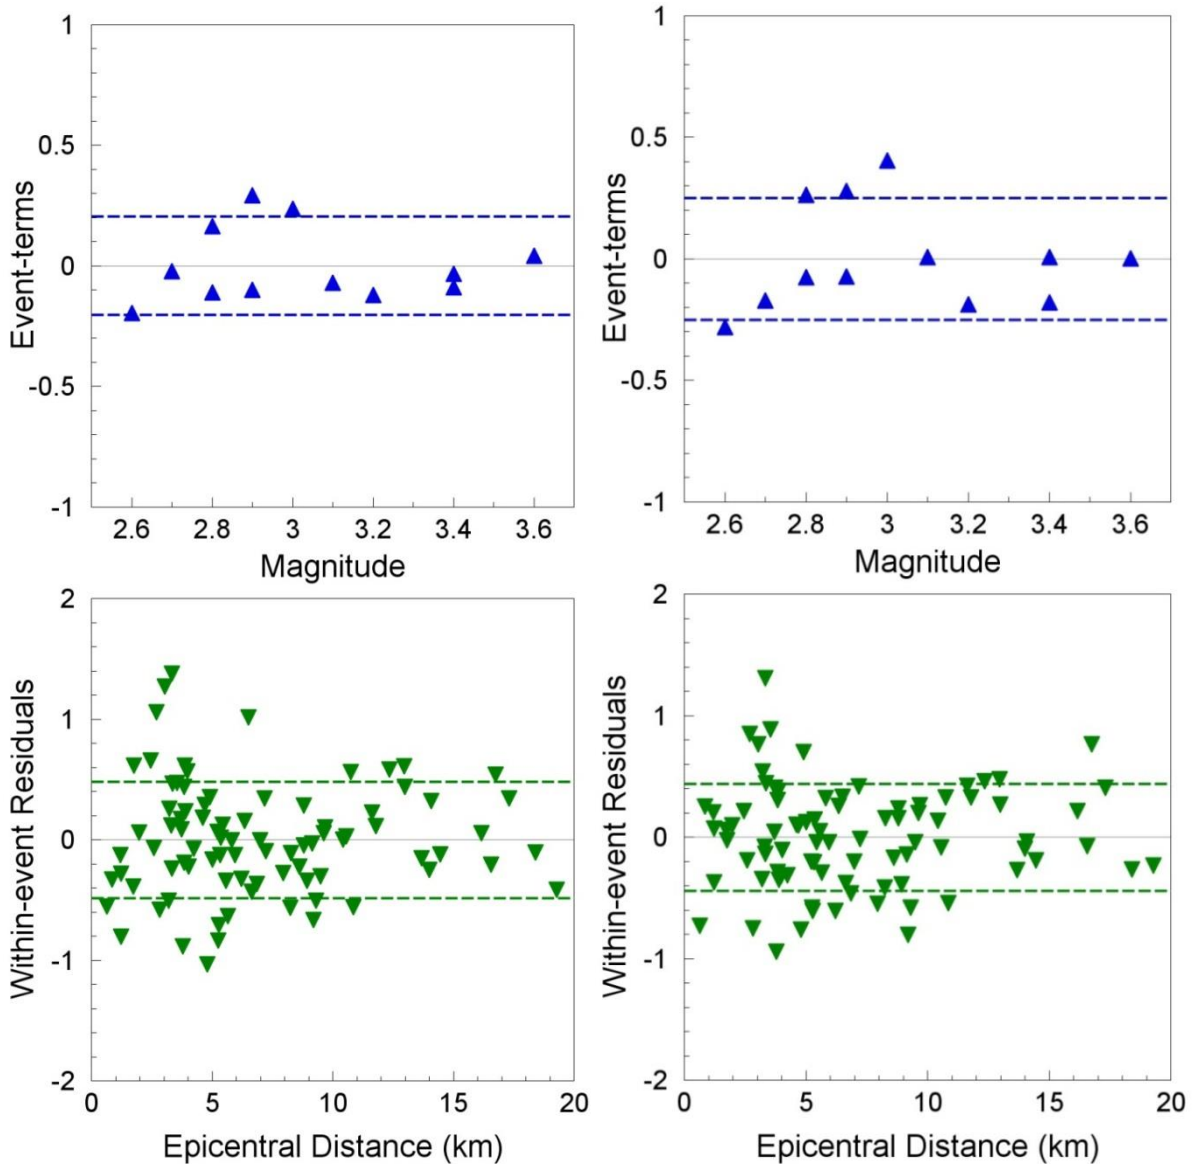 1
0.5
0
-0.5
-1
Event-terms
2.6 2.8 3 3.2 3.4 3.6
Magnitude
1
0.5
0
-0.5
-1
Event-terms
2.6 2.8 3 3.2 3.4 3.6
Magnitude
2
1
0
-1
-2
Within-event Residuals
0 5 10 15 20
Epicentral Distance (km)
2
1
0
-1
-2
Within-event Residuals
0 5 10 15 20
Epicentral Distance (km)